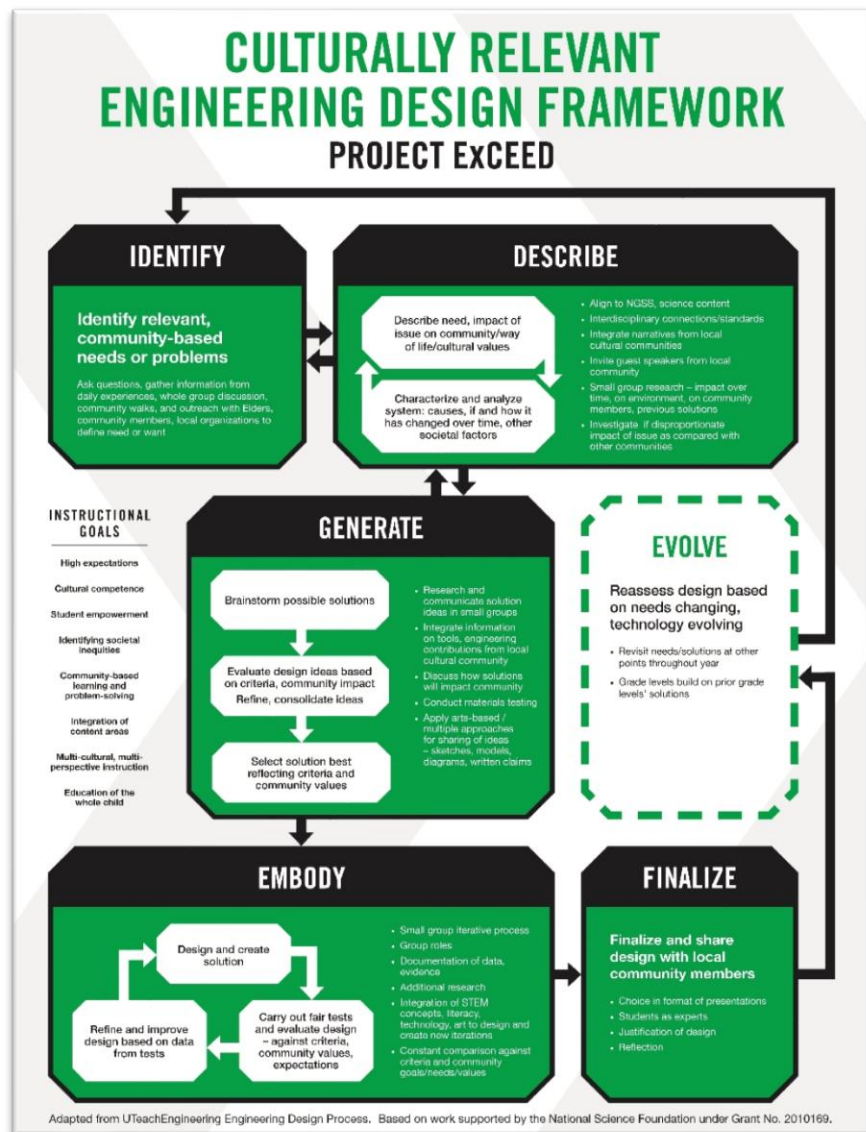 CULTURALLY RELEVANT
ENGINEERING DESIGN FRAMEWORK
PROJECT ExCEED
IDENTIFY
Identify relevant,
community-based
needs or problems
Ask questions, gather information from
daily experiences, whole group discussion,
community walks, and outreach with Elders,
community members, local organizations to
define need or want
DESCRIBE
Describe need, impact of
issue on community/way
of life/cultural values
Characterize and analyze
system: causes, if and how it
has changed over time, other
societal factors
• Align to NGSS, science content
• Interdisciplinary connections/standards
• Integrate narratives from local
cultural communities
• Invite guest speakers from local
community
• Small group research – impact over
time, on environment, on community
members, previous solutions
• Investigate if disproportionate
impact of issue as compared with
other communities
INSTRUCTIONAL
GOALS
High expectations
Cultural competence
Student empowerment
Identifying societal
inequities
Community-based
learning and
problem-solving
Integration of
content areas
Multi-cultural, multi-
perspective instruction
Education of the
whole child
GENERATE
Brainstorm possible solutions
Evaluate design ideas based
on criteria, community impact
Refine, consolidate ideas
Select solution best
reflecting criteria and
community values
• Research and
communicate solution
ideas in small groups
• Integrate information
on tools, engineering
contributions from local
cultural community
• Discuss how solutions
will impact community
• Conduct materials testing
• Apply arts-based /
multiple approaches
for sharing of ideas
– sketches, models,
diagrams, written claims
EVOLVE
Reassess design based
on needs changing,
technology evolving
• Revisit needs/solutions at other
points throughout year
• Grade levels build on prior grade
levels' solutions
EMBODY
Design and create
solution
Carry out fair tests
and evaluate design
– against criteria,
community values,
expectations
Refine and improve
design based on data
from tests
• Small group iterative process
• Group roles
• Documentation of data,
evidence
• Additional research
• Integration of STEM
concepts, literacy,
technology, art to design and
create new iterations
• Constant comparison against
criteria and community
goals/needs/values
FINALIZE
Finalize and share
design with local
community members
• Choice in format of presentations
• Students as experts
• Justification of design
• Reflection
Adapted from UTeachEngineering Engineering Design Process. Based on work supported by the National Science Foundation under Grant No. 2010169.